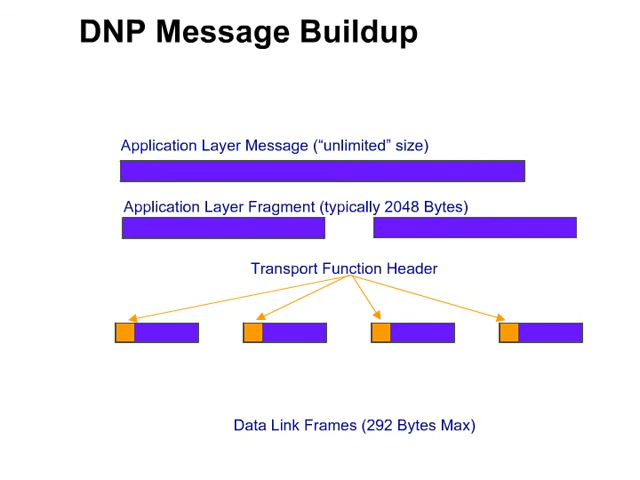 DNP Message Buildup
Application Layer Message (“unlimited” size)
Application Layer Fragment (typically 2048 Bytes)
Transport Function Header
Data Link Frames (292 Bytes Max)